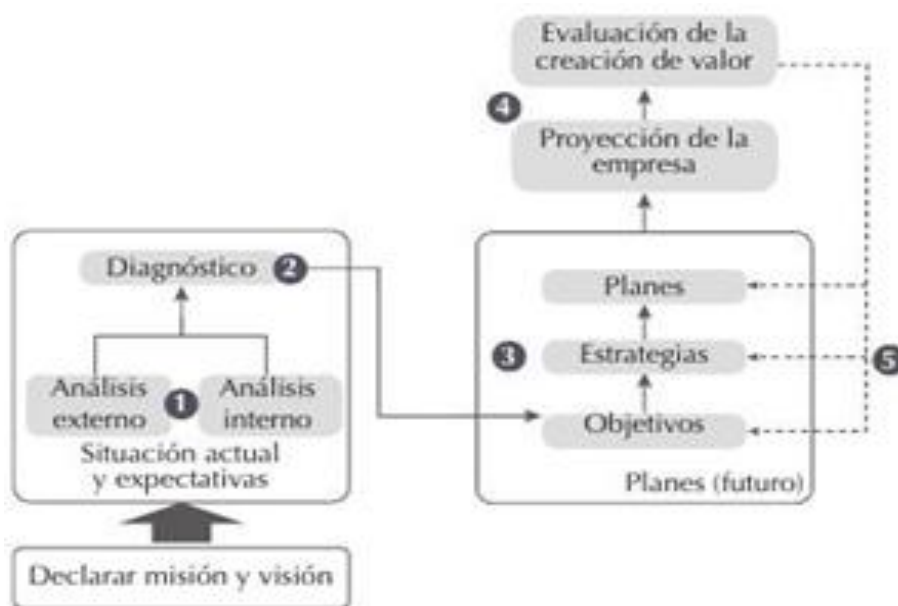 Evaluación de la
creación de valor
4
Proyección de la
empresa
Diagnóstico 2
Planes
3 Estrategias 5
Análisis
externo
1
Análisis
interno
Objetivos
Situación actual
y expectativas
Planes (futuro)
Declarar misión y visión